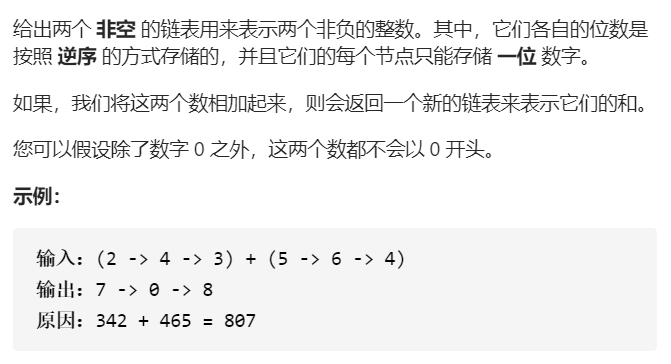 给出两个 非空 的链表用来表示两个非负的整数。其中，它们各自的位数是
按照 逆序 的方式存储的，并且它们的每个节点只能存储 一位 数字。
如果，我们将这两个数相加起来，则会返回一个新的链表来表示它们的和。
您可以假设除了数字 0 之外，这两个数都不会以 0 开头。
示例：
输入：(2 -> 4 -> 3) + (5 -> 6 -> 4)
输出：7 -> 0 -> 8
原因：342 + 465 = 807